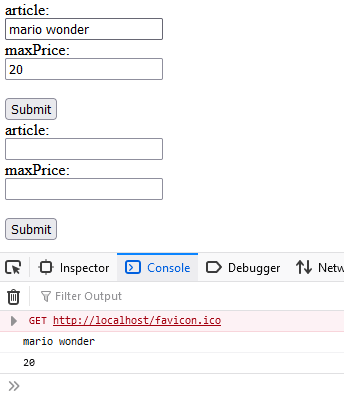 article:
mario wonder
maxPrice:
20
Submit
article:
maxPrice:
Submit
Inspector Console Debugger Netw
Filter Output
GET http://localhost/favicon.ico
mario wonder
20